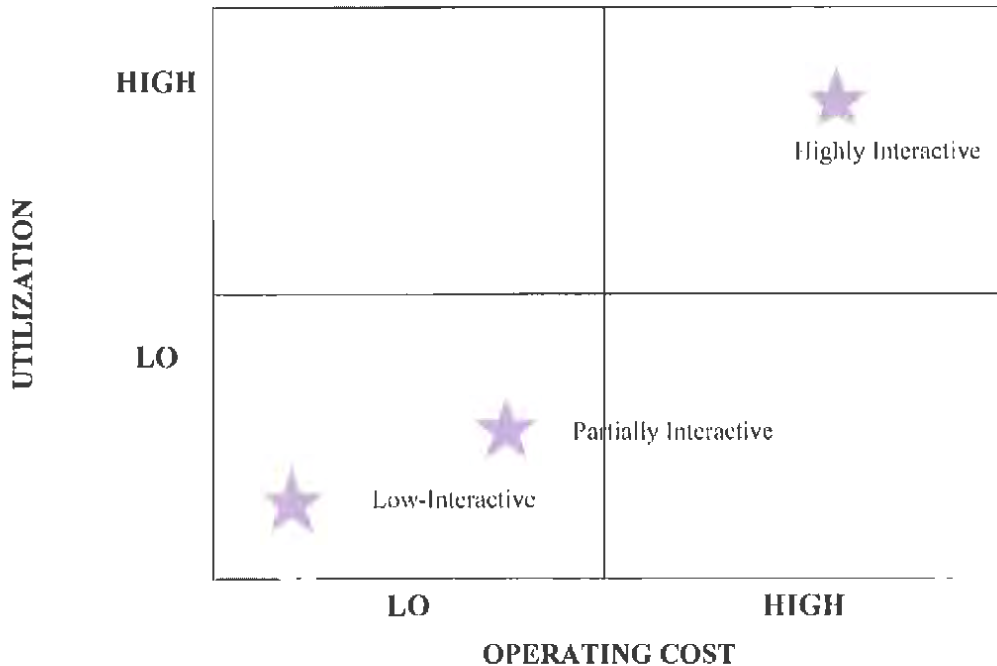 HIGH
Highly Interactive
UTILIZATION
LO
Partially Interactive
Low-Interactive
LO
HIGH
OPERATING COST